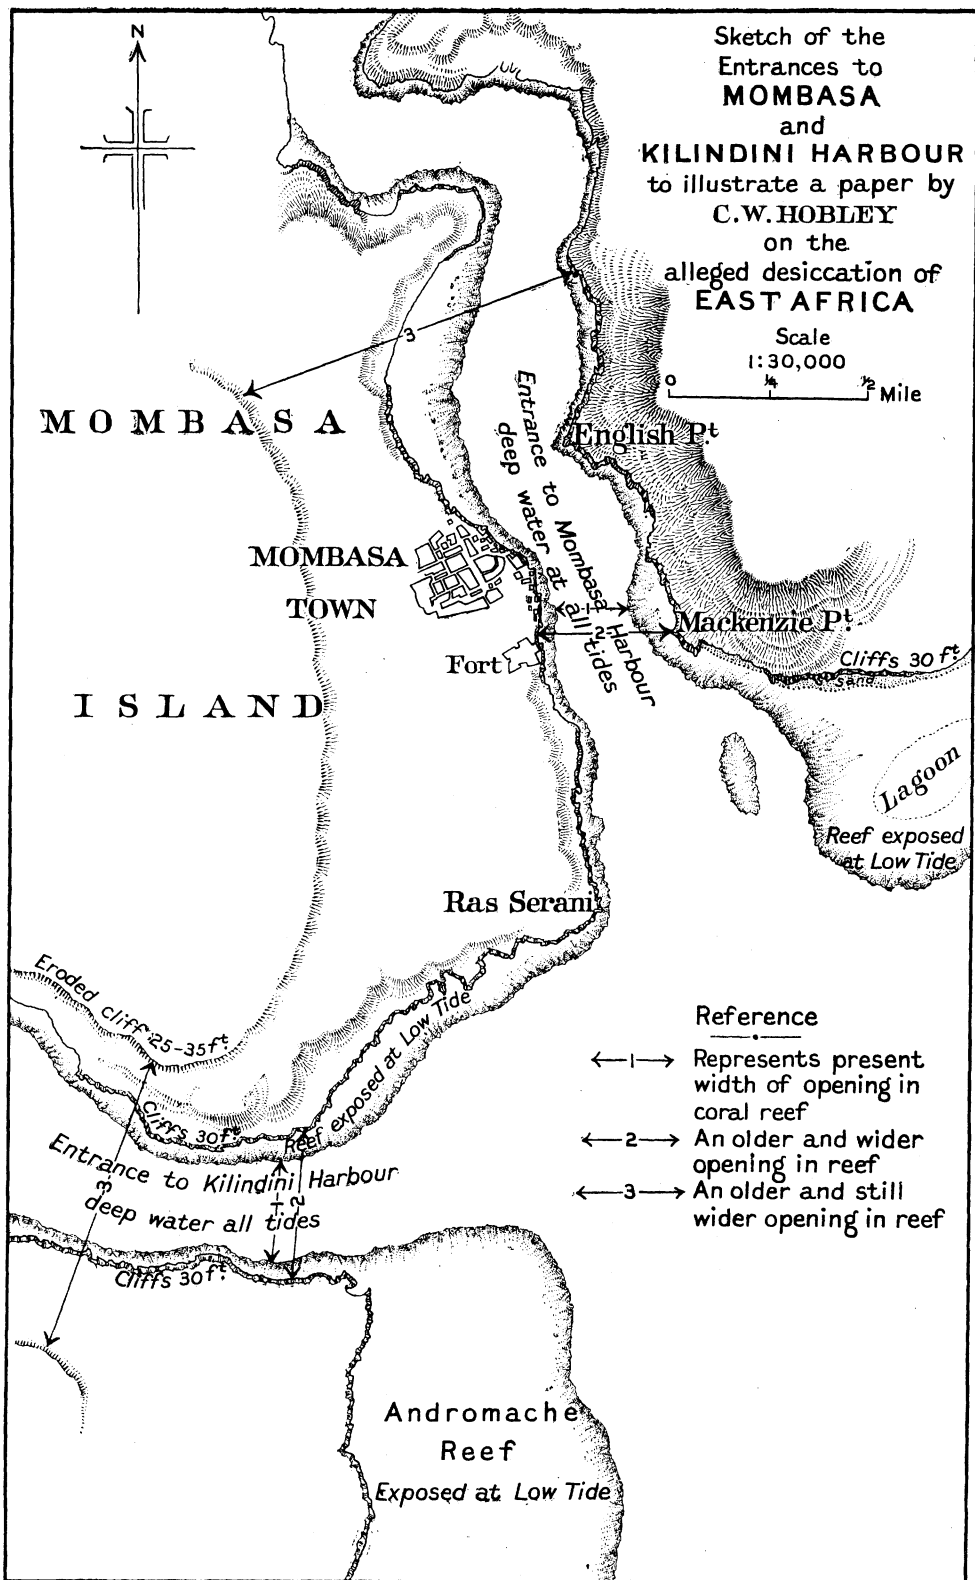 N
Sketch of the
Entrances to
MOMBASA
and
KILINDINI HARBOUR
to illustrate a paper by
C.W. HOBLEY
on the
alleged desiccation of
EAST AFRICA
Scale
1:30,000
0 ¼ ½ Mile
3
MOMBASA
English Pt.
Entrance to Mombasa Harbour
deep water at all tides
MOMBASA
TOWN
1
2
Mackenzie Pt.
Fort
Cliffs 30 ft.
sand
ISLAND
Lagoon
Reef exposed
at Low Tide
Ras Serani
Eroded cliff 25-35 ft.
Reef exposed at Low Tide
Cliffs 30 ft.
Entrance to Kilindini Harbour
deep water all tides
3
1
2
Cliffs 30 ft.
Reference
1 Represents present
width of opening in
coral reef
2 An older and wider
opening in reef
3 An older and still
wider opening in reef
Andromache
Reef
Exposed at Low Tide